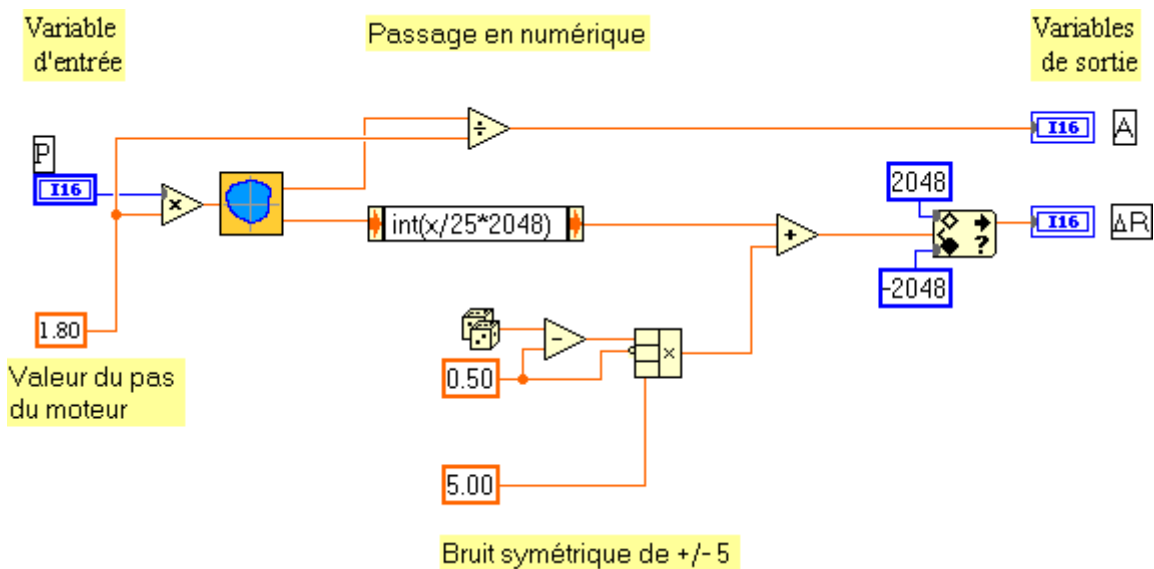 Variable
d'entrée
Passage en numérique
Variables
de sortie
P
I16
×
÷
I16
A
int(x/25*2048)
+
2048
-2048
?
I16
ΔR
1.80
Valeur du pas
du moteur
-
0.50
x
5.00
Bruit symétrique de +/- 5